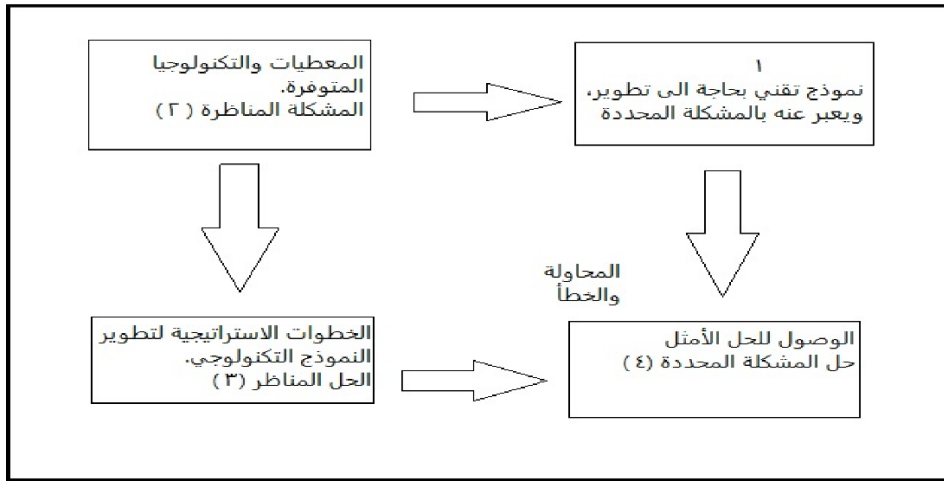 ١
نموذج تقني بحاجة الى تطوير،
ويعبر عنه بالمشكلة المحددة
المعطيات والتكنولوجيا
المتوفرة.
المشكلة المناظرة (٢)
المحاولة
والخطأ
الخطوات الاستراتيجية لتطوير
النموذج التكنولوجي.
الحل المناظر (٣)
الوصول للحل الأمثل
حل المشكلة المحددة (٤)